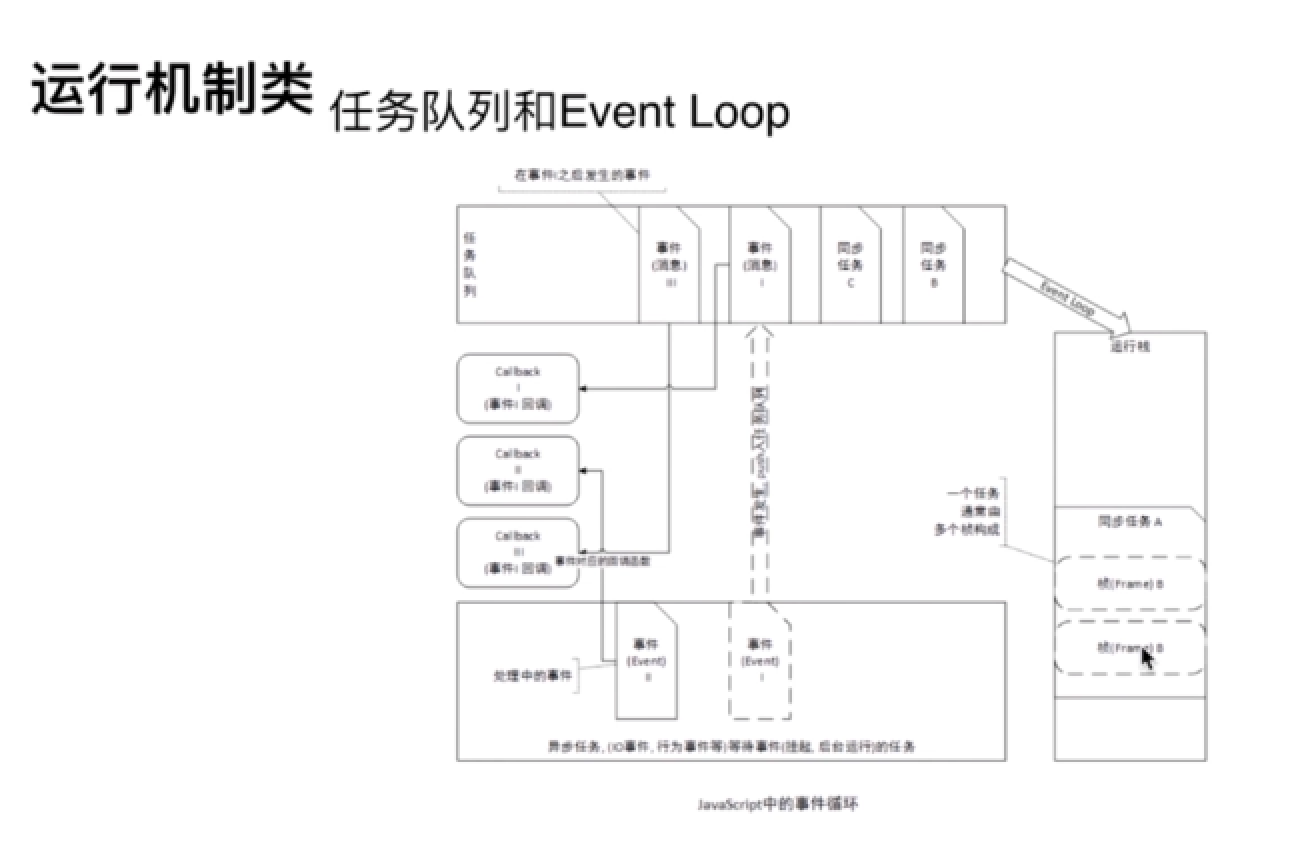 运行机制类 任务队列和Event Loop
在事件I之后发生的事件
任
务
队
列
事件
(消息)
III
事件
(消息)
I
同步
任务
C
同步
任务
B
Event Loop
运行栈
Callback
I
(事件I 回调)
Callback
II
(事件I 回调)
Callback
III
(事件I 回调)
事件对应的回调函数
事件发生, push入任务队列
一个任务
通常由
多个帧构成
同步任务 A
帧(Frame) B
帧(Frame) B
事件
(Event)
II
事件
(Event)
I
处理中的事件
异步任务, (IO事件, 行为事件等)等待事件(挂起, 后台运行)的任务
JavaScript中的事件循环